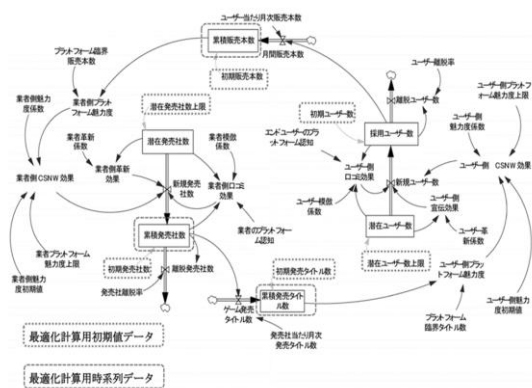 ユーザー当たり月次販売本数
累積販売本数
月間販売本数
初期販売本数
プラットフォーム臨界
販売本数
業者側魅力
度係数
業者側プラットフ
ォーム魅力度
潜在発売社数上限
業者革新
係数
潜在発売社数
業者模倣
係数
業者側CSNW 効果
業者側革新
効果
新規発売
社数
業者側口コミ
効果
累積発売社数
業者のプラットフォ
ーム認知
業者プラットフォーム
魅力度上限
初期発売社数
離脱発売社数
業者側魅力度
初期値
発売社離脱率
初期発売タイトル数
累積発売タイト
ル数
ゲーム発売
タイトル数
発売社当たり月次
発売タイトル数
ユーザー離脱率
離脱ユーザー数
初期ユーザー数
採用ユーザー数
ユーザー側プラットフ
ォーム魅力度上限
ユーザー側魅
力度係数
エンドユーザーのプラ
ットフォーム認知
ユーザー側
口コミ効果
新規ユーザー数
ユーザー側
CSNW 効果
ユーザー模倣
係数
ユーザー側
宣伝効果
潜在ユーザー数
ユーザー革
新係数
潜在ユーザー数上限
ユーザー側プラッ
トフォーム魅力度
プラットフォーム
臨界タイトル数
ユーザー側魅力
度初期値
最適化計算用初期値データ
最適化計算用時系列データ